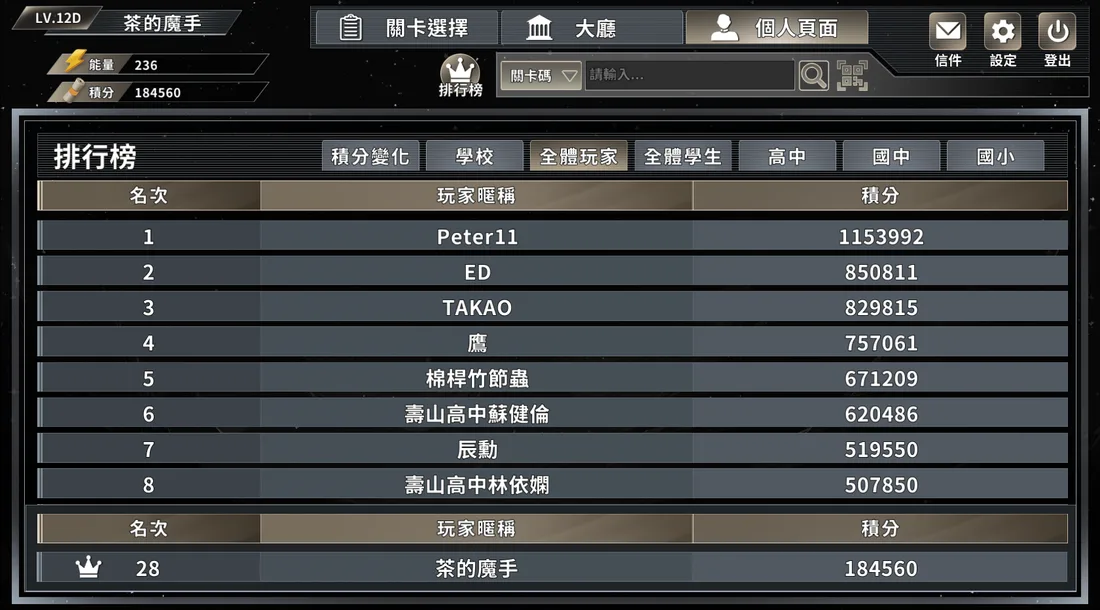 LV.12D 茶的魔手
關卡選擇 大廳 個人頁面
信件 設定 登出
能量 236
積分 184560
排行榜 關卡碼 請輸入...
排行榜 積分變化 學校 全體玩家 全體學生 高中 國中 國小
名次 玩家暱稱 積分
1 Peter11 1153992
2 ED 850811
3 TAKAO 829815
4 鷹 757061
5 棉桿竹節蟲 671209
6 壽山高中蘇健倫 620486
7 辰勳 519550
8 壽山高中林依嫻 507850
名次 玩家暱稱 積分
28 茶的魔手 184560